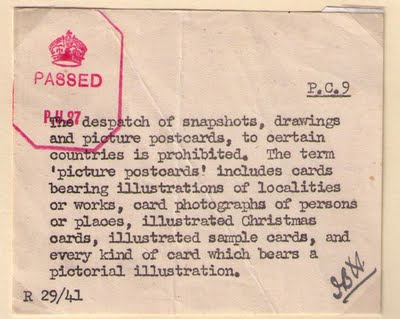 PASSED
P.U.27
P.C.9
The despatch of snapshots, drawings
and picture postcards, to certain
countries is prohibited. The term
'picture postcards' includes cards
bearing illustrations of localities
or works, card photographs of persons
or places, illustrated Christmas
cards, illustrated sample cards, and
every kind of card which bears a
pictorial illustration.
R 29/41